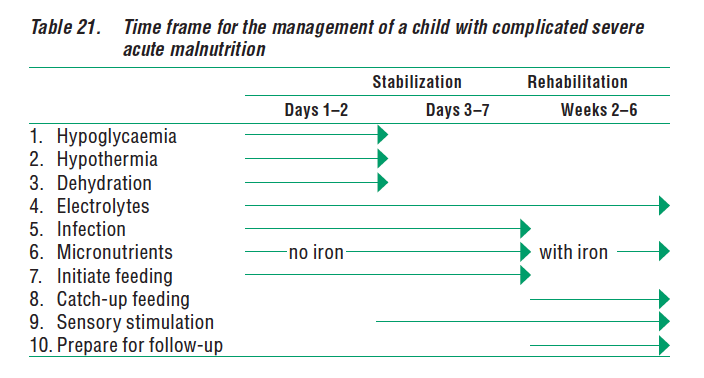 Table 21. Time frame for the management of a child with complicated severe
acute malnutrition
Stabilization Rehabilitation
Days 1–2 Days 3–7 Weeks 2–6
1. Hypoglycaemia
2. Hypothermia
3. Dehydration
4. Electrolytes
5. Infection
6. Micronutrients no iron with iron
7. Initiate feeding
8. Catch-up feeding
9. Sensory stimulation
10. Prepare for follow-up